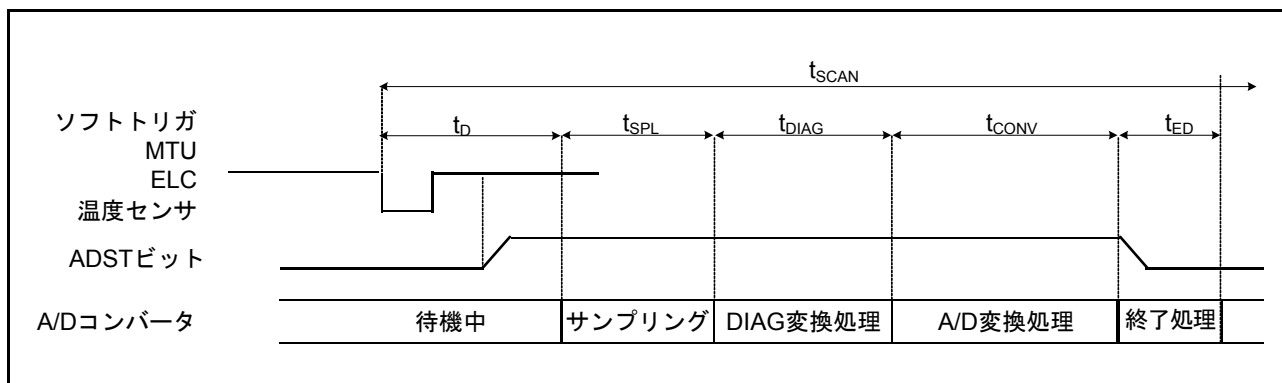 tSCAN
tD tSPL tDIAG tCONV tED
ソフトトリガ
MTU
ELC
温度センサ
ADSTビット
A/Dコンバータ 待機中 サンプリング DIAG変換処理 A/D変換処理 終了処理